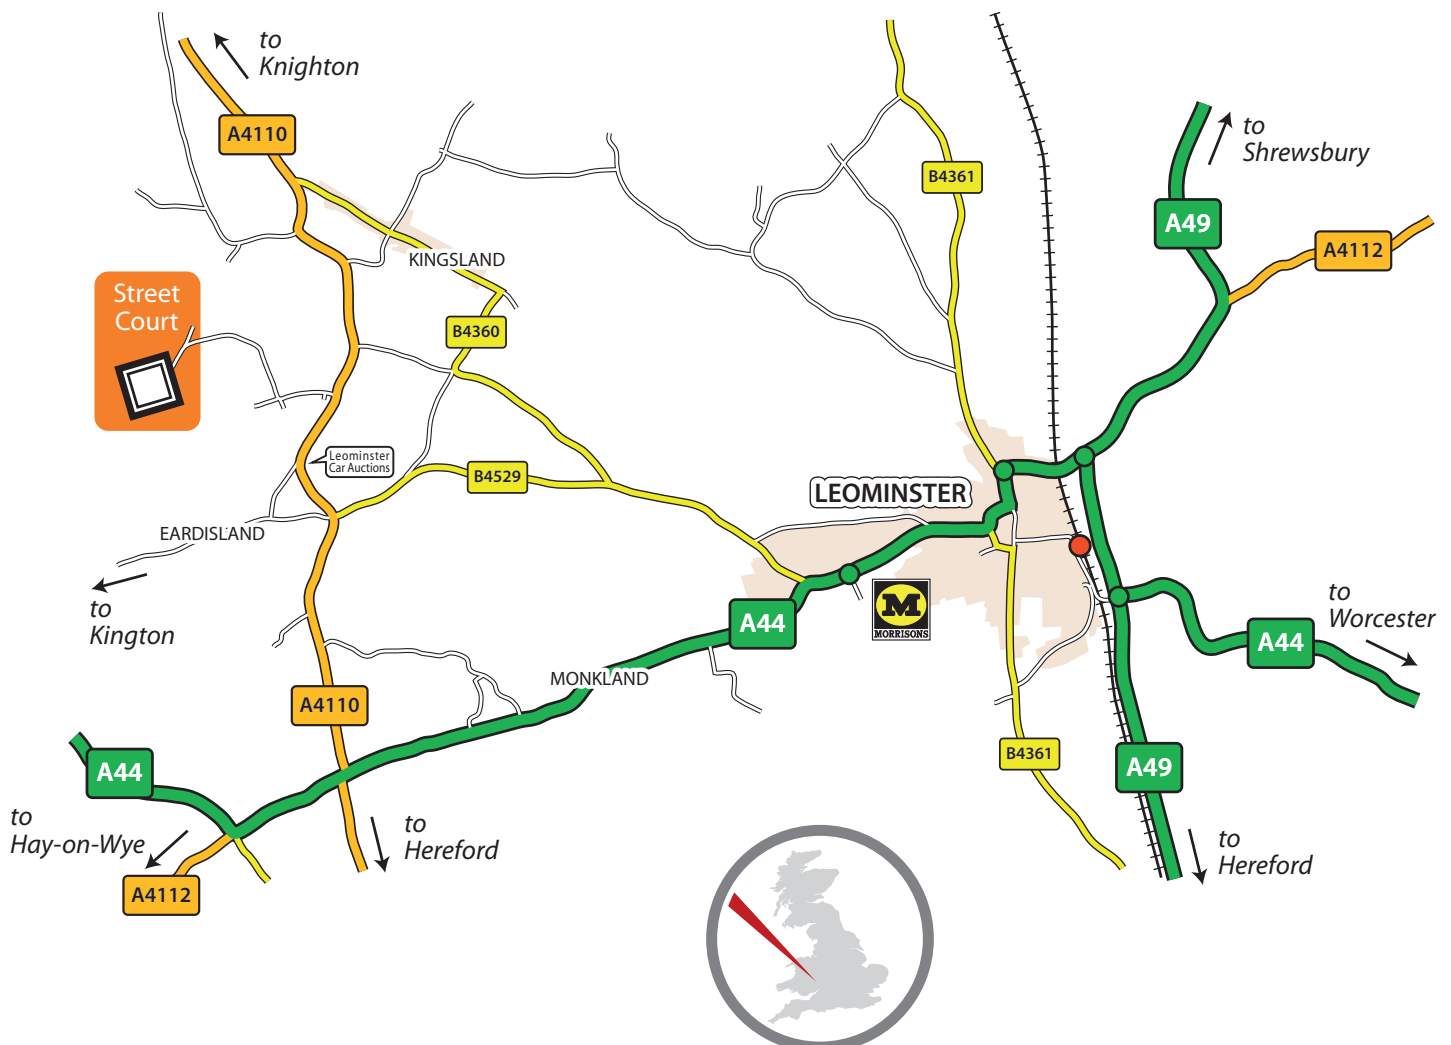 to
Knighton
A4110
B4361
to
Shrewsbury
A49
A4112
KINGSLAND
Street
Court
B4360
Leominster
Car Auctions
B4529
LEOMINSTER
EARDISLAND
to
Kington
A44
M
MORRISONS
to
Worcester
A44
MONKLAND
A4110
A44
B4361
A49
to
Hay-on-Wye
to
Hereford
to
Hereford
A4112